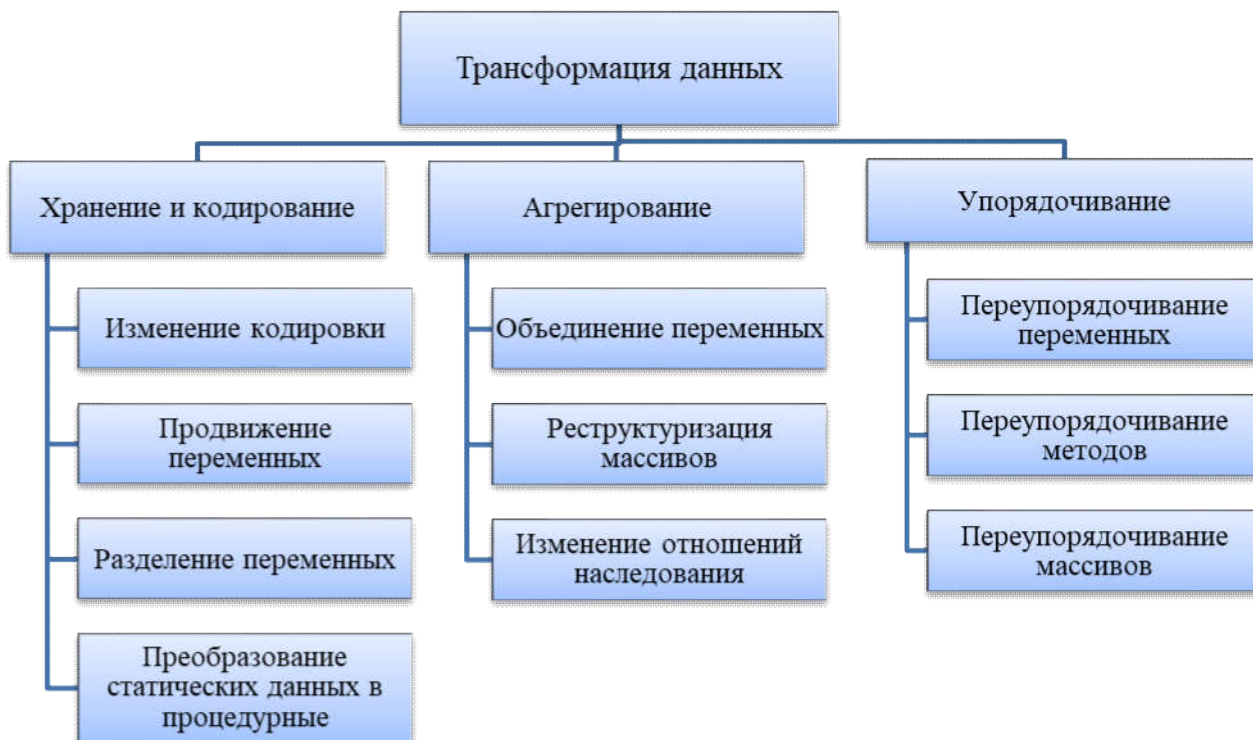 Трансформация данных
Хранение и кодирование
Изменение кодировки
Продвижение
переменных
Разделение переменных
Преобразование
статических данных в
процедурные
Агрегирование
Объединение переменных
Реструктуризация
массивов
Изменение отношений
наследования
Упорядочивание
Переупорядочивание
переменных
Переупорядочивание
методов
Переупорядочивание
массивов